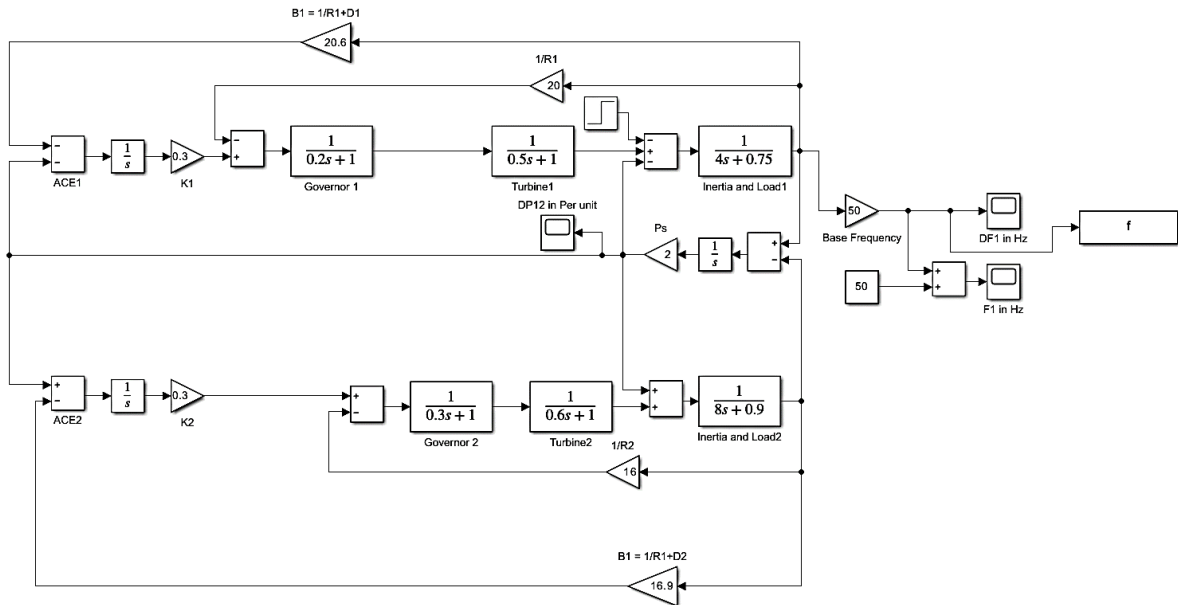 B1 = 1/R1+D1
20.6
1/R1
20
ACE1
1/s
0.3
K1
1/(0.2s + 1)
Governor 1
1/(0.5s + 1)
Turbine1
1/(4s + 0.75)
Inertia and Load1
DP12 in Per unit
Ps
2
1/s
50
Base Frequency
DF1 in Hz
f
50
F1 in Hz
ACE2
1/s
0.3
K2
1/(0.3s + 1)
Governor 2
1/(0.6s + 1)
Turbine2
1/(8s + 0.9)
Inertia and Load2
1/R2
16
B1 = 1/R1+D2
16.9